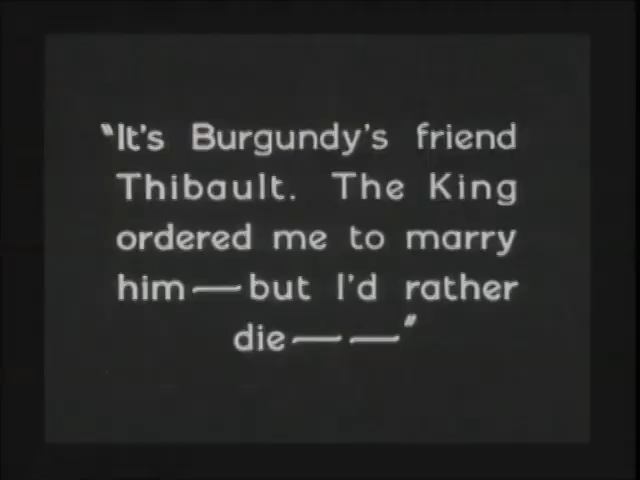 "It's Burgundy's friend
Thibault. The King
ordered me to marry
him—but I'd rather
die——"